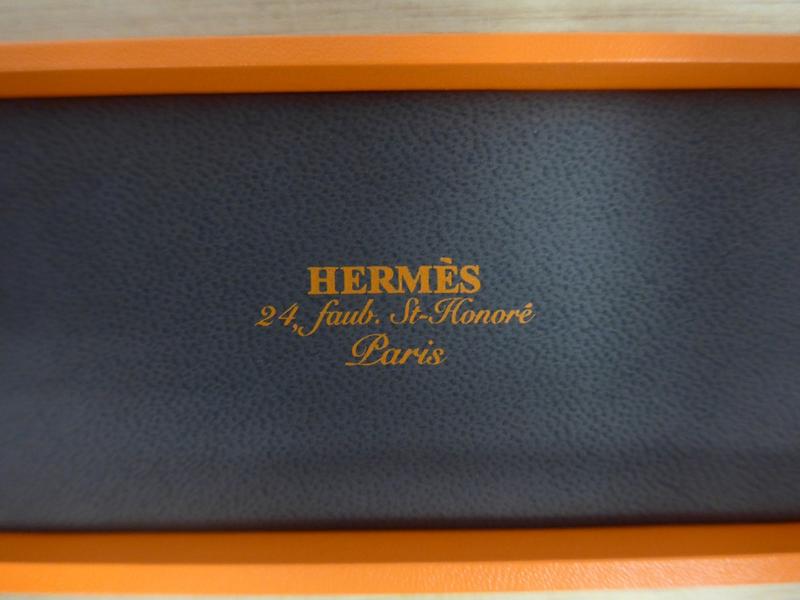 HERMÈS
24, faub. St-Honoré
Paris